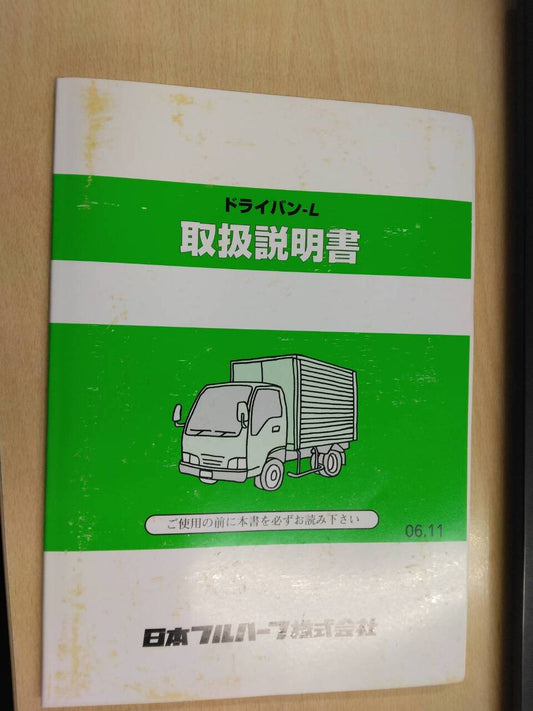 ドライバン-L
取扱説明書
ご使用の前に本書を必ずお読み下さい
06.11
日本フルハーフ株式会社